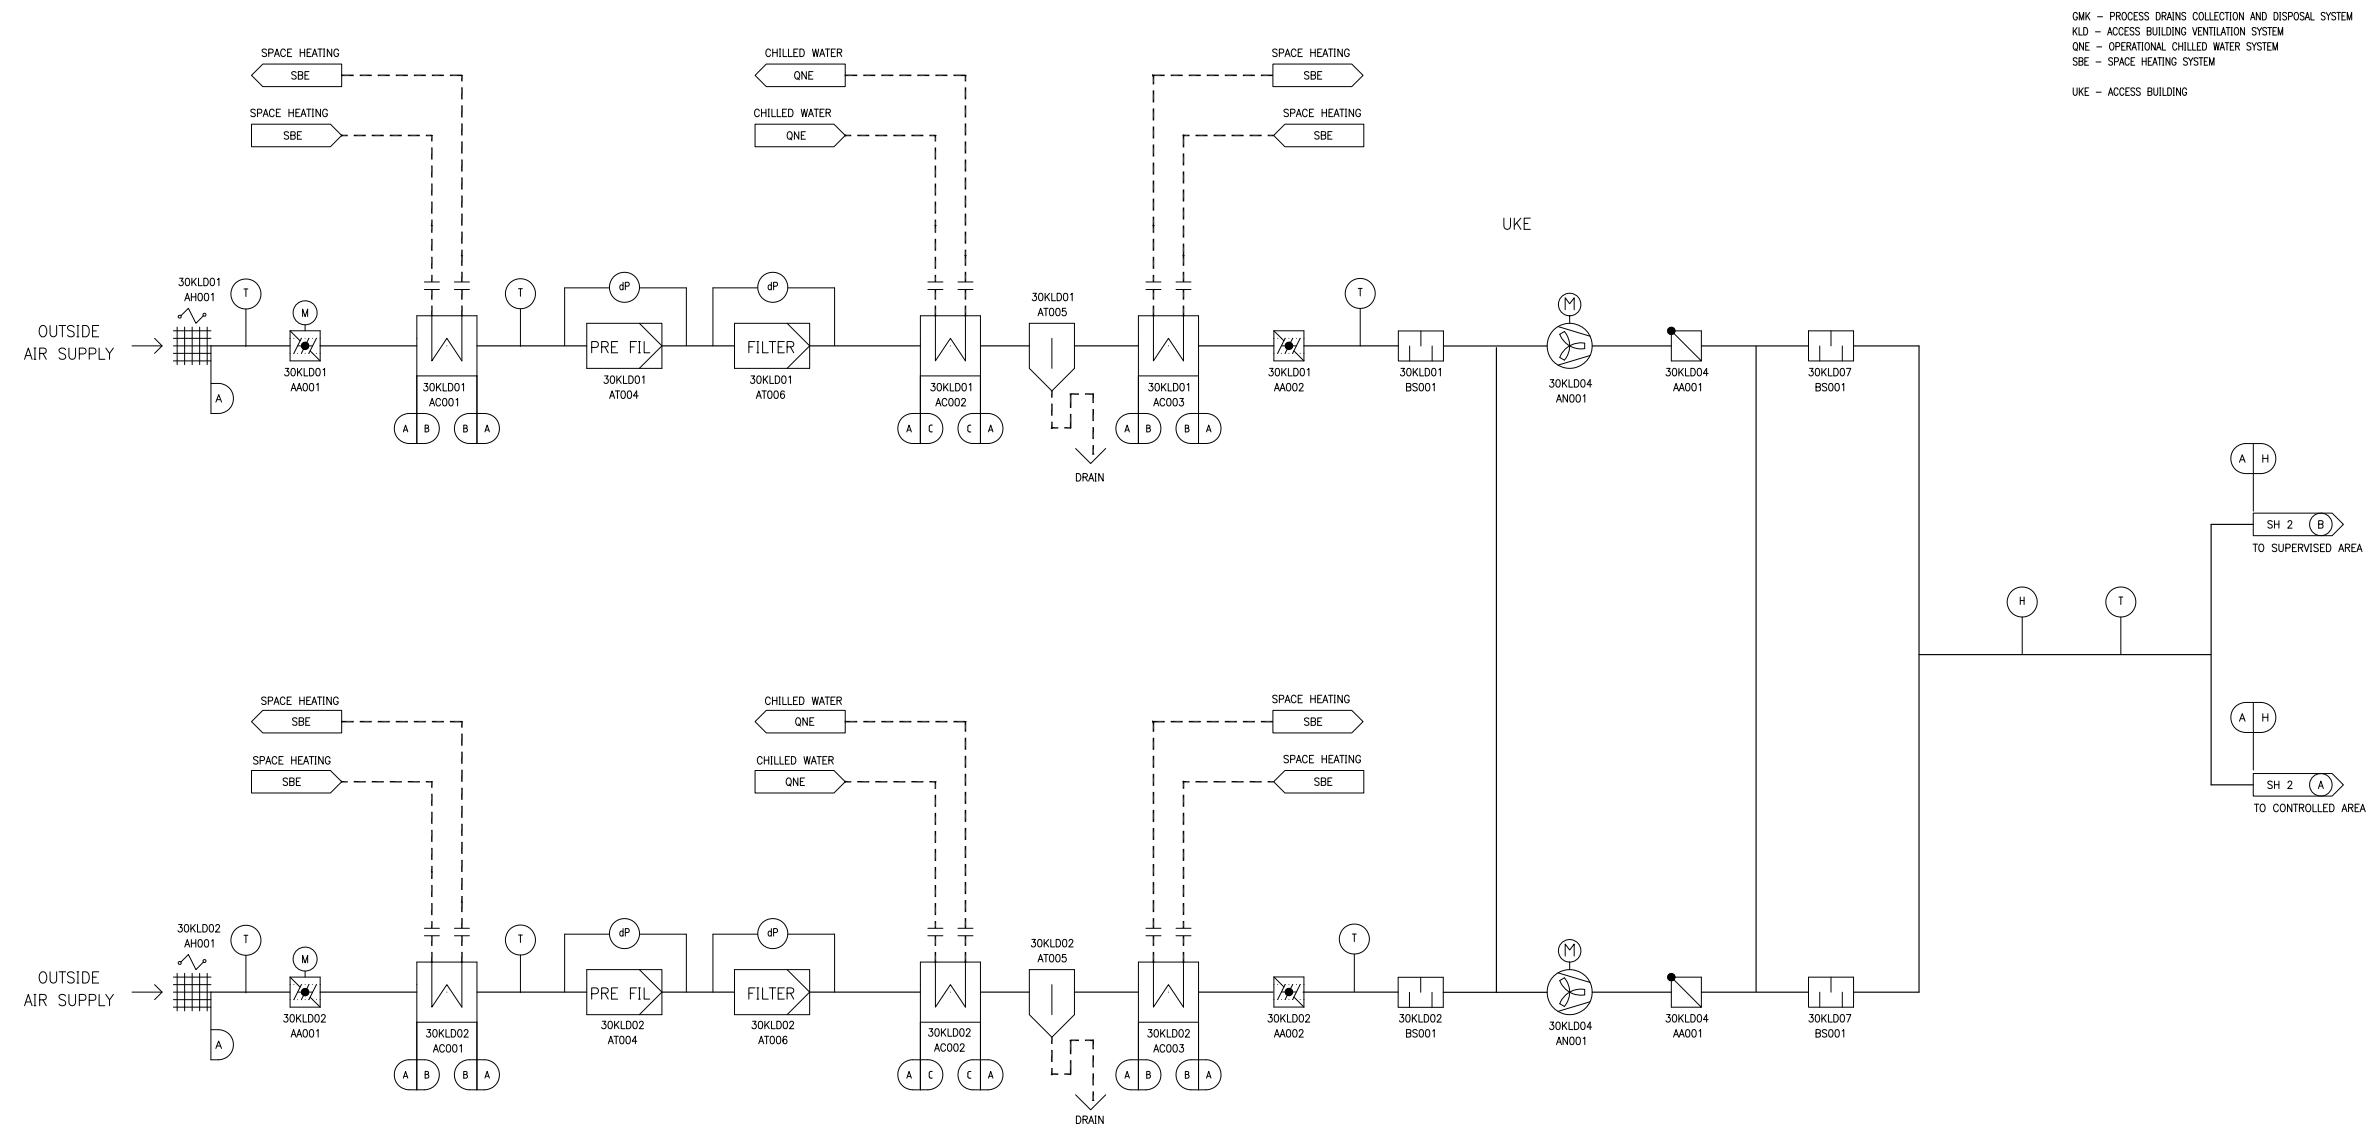 GMK – PROCESS DRAINS COLLECTION AND DISPOSAL SYSTEM
KLD – ACCESS BUILDING VENTILATION SYSTEM
QNE – OPERATIONAL CHILLED WATER SYSTEM
SBE – SPACE HEATING SYSTEM
UKE – ACCESS BUILDING
SPACE HEATING
SBE
SPACE HEATING
SBE
CHILLED WATER
QNE
CHILLED WATER
QNE
SPACE HEATING
SBE
SPACE HEATING
SBE
UKE
OUTSIDE
AIR SUPPLY
30KLD01
AH001
A
T
M
30KLD01
AA001
30KLD01
AC001
A B
B A
T
dP
PRE FIL
30KLD01
AT004
dP
FILTER
30KLD01
AT006
30KLD01
AC002
A C
C A
30KLD01
AT005
DRAIN
30KLD01
AC003
A B
B A
30KLD01
AA002
T
30KLD01
BS001
M
30KLD04
AN001
30KLD04
AA001
30KLD07
BS001
A H
SH 2 B
TO SUPERVISED AREA
H
T
A H
SH 2 A
TO CONTROLLED AREA
SPACE HEATING
SBE
SPACE HEATING
SBE
CHILLED WATER
QNE
CHILLED WATER
QNE
SPACE HEATING
SBE
SPACE HEATING
SBE
OUTSIDE
AIR SUPPLY
30KLD02
AH001
A
T
M
30KLD02
AA001
30KLD02
AC001
A B
B A
T
dP
PRE FIL
30KLD02
AT004
dP
FILTER
30KLD02
AT006
30KLD02
AC002
A C
C A
30KLD02
AT005
DRAIN
30KLD02
AC003
A B
B A
30KLD02
AA002
T
30KLD02
BS001
M
30KLD04
AN001
30KLD04
AA001
30KLD07
BS001